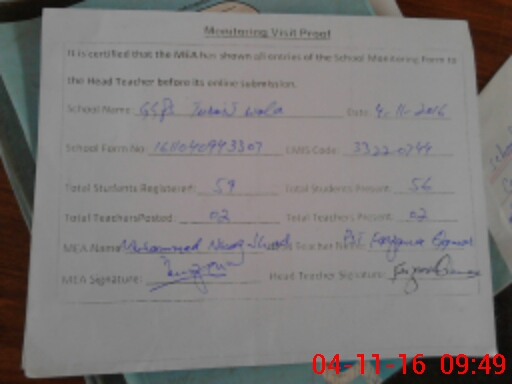 Monitoring Visit Proof
It is certified that the MEA has shown all entries of the School Monitoring Form to
the Head Teacher before its online submission.
School Name: GGPS wala Date: 4-11-2016
School Form No: EMIS Code:
Total Students Registered: 59 Total Students Present: 56
Total Teachers Posted: 02 Total Teachers Present: 02
MEA Name: Mohammad Teacher Name:
MEA Signature: Head Teacher Signature:
04-11-16 09:49